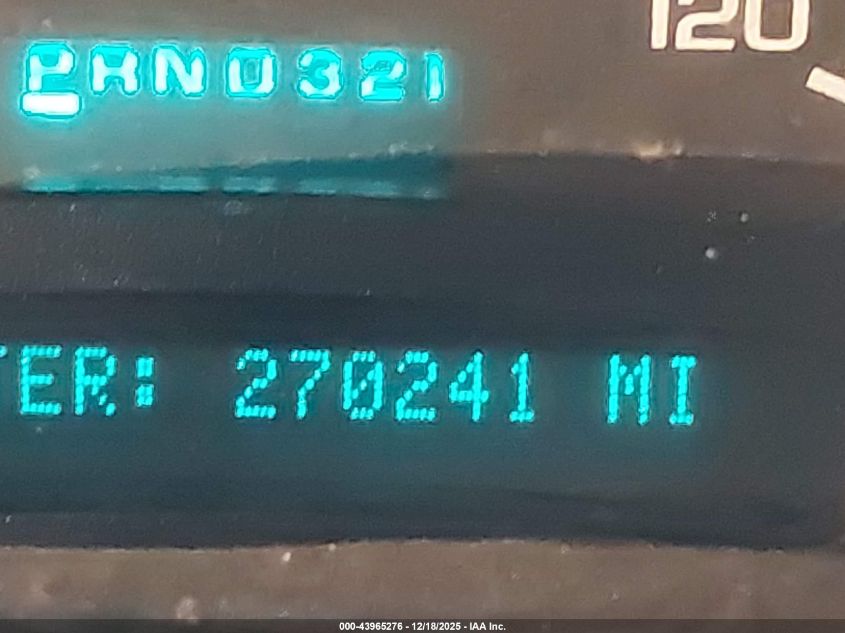 120
PRND321
TER: 270241 MI
000-43965276 - 12/18/2025 - IAA Inc.